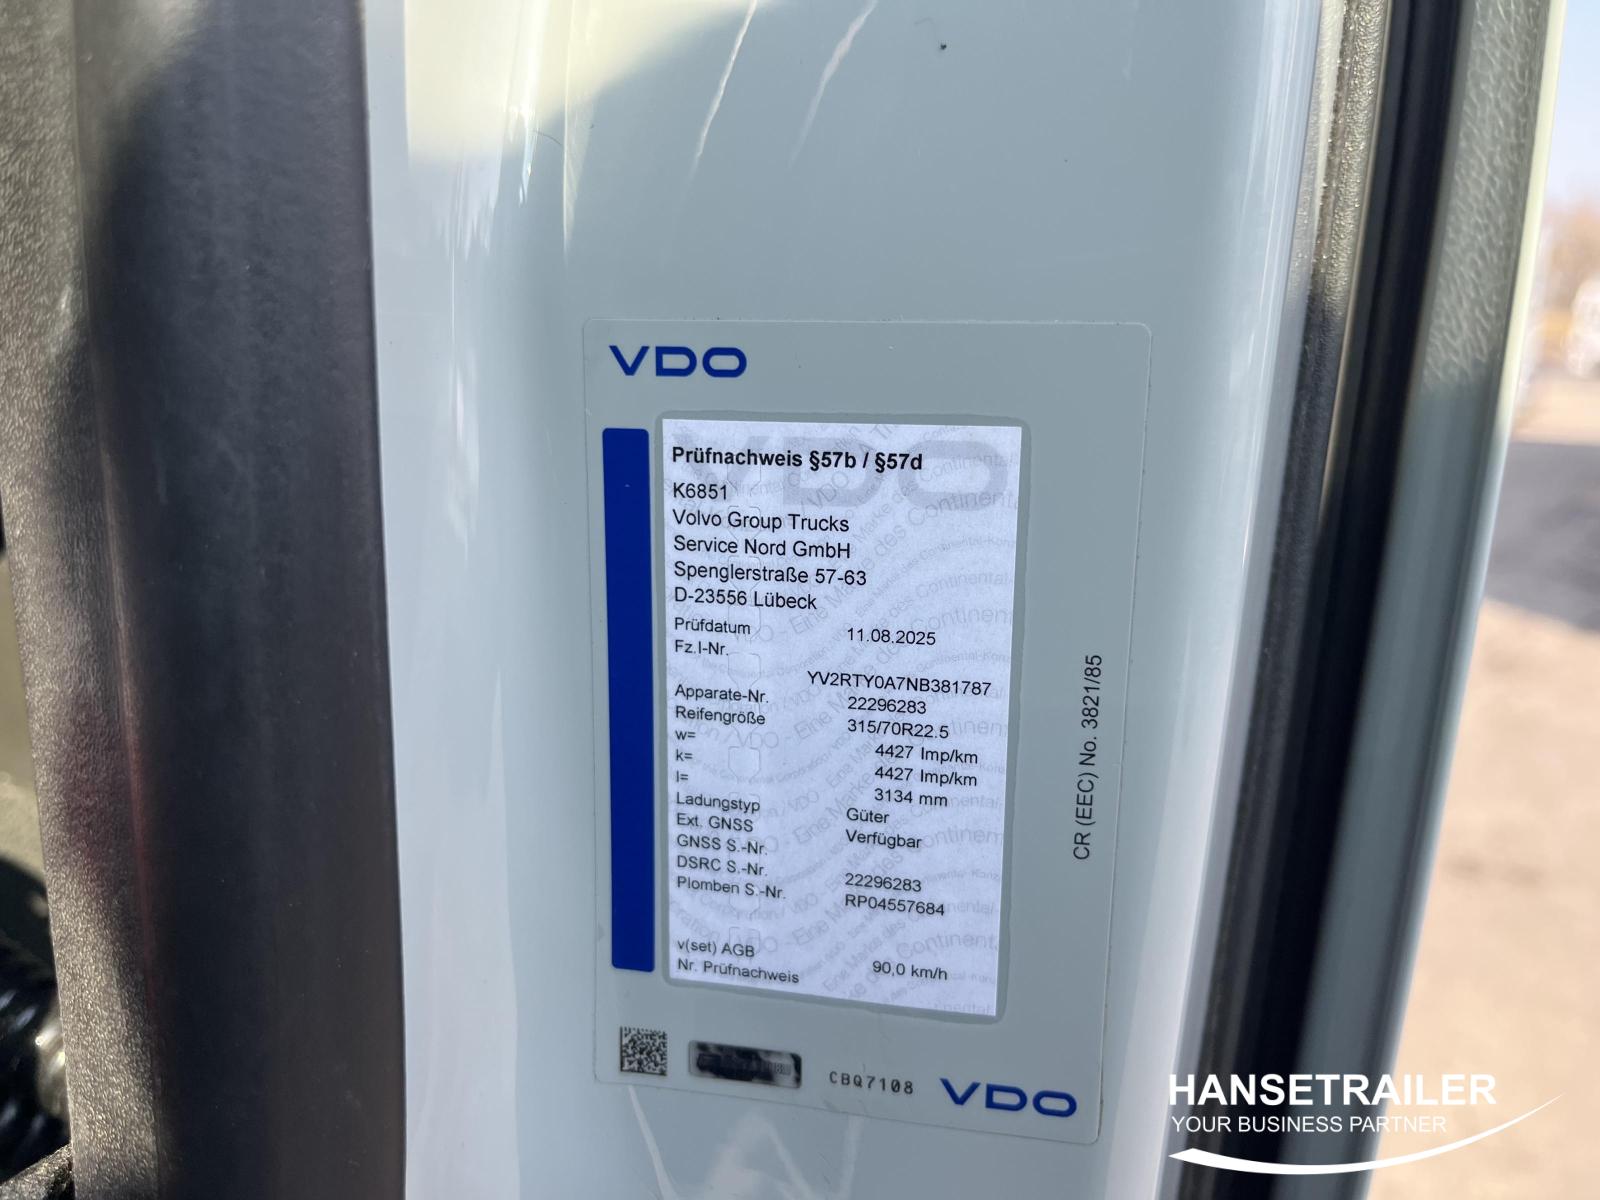 VDO
Prüfnachweis §57b / §57d
K6851
Volvo Group Trucks
Service Nord GmbH
Spenglerstraße 57-63
D-23556 Lübeck
Prüfdatum 11.08.2025
Fz.I-Nr.
YV2RTY0A7NB381787
Apparate-Nr. 22296283
Reifengröße 315/70R22.5
w= 4427 Imp/km
k= 4427 Imp/km
l= 3134 mm
Ladungstyp Güter
Ext. GNSS Verfügbar
GNSS S.-Nr.
DSRC S.-Nr. 22296283
Plomben S.-Nr. RP04557684
v(set) AGB 90,0 km/h
Nr. Prüfnachweis
CR (EEC) No. 3821/85
CBQ7108
VDO
HANSETRAILER
YOUR BUSINESS PARTNER